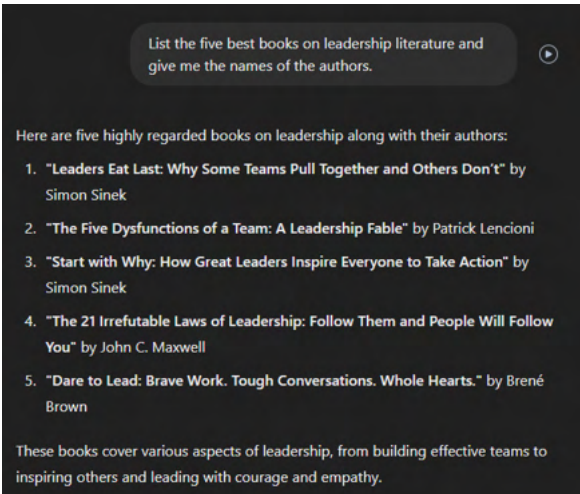 List the five best books on leadership literature and
give me the names of the authors.
Here are five highly regarded books on leadership along with their authors:
1. "Leaders Eat Last: Why Some Teams Pull Together and Others Don't" by
Simon Sinek
2. "The Five Dysfunctions of a Team: A Leadership Fable" by Patrick Lencioni
3. "Start with Why: How Great Leaders Inspire Everyone to Take Action" by
Simon Sinek
4. "The 21 Irrefutable Laws of Leadership: Follow Them and People Will Follow
You" by John C. Maxwell
5. "Dare to Lead: Brave Work. Tough Conversations. Whole Hearts." by Brené
Brown
These books cover various aspects of leadership, from building effective teams to
inspiring others and leading with courage and empathy.